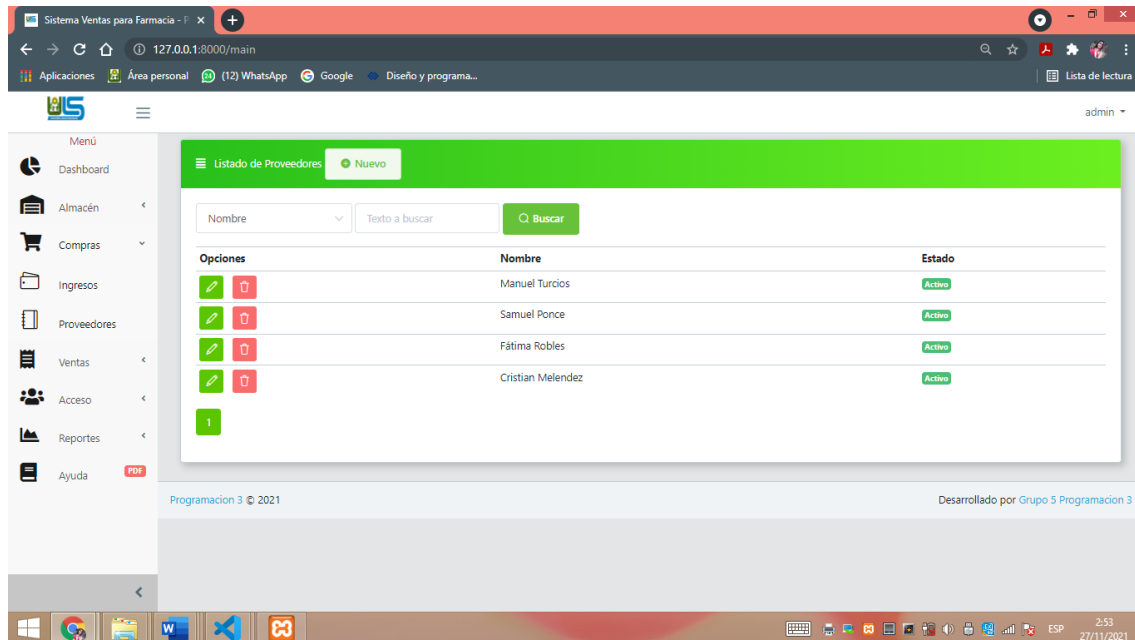 Sistema Ventas para Farmacia - P
127.0.0.1:8000/main
Aplicaciones Área personal (12) WhatsApp Google Diseño y programa... Lista de lectura
UIS
admin
Menú
Dashboard
Almacén
Compras
Ingresos
Proveedores
Ventas
Acceso
Reportes
Ayuda PDF
Listado de Proveedores Nuevo
Nombre Texto a buscar Buscar
Opciones Nombre Estado
Manuel Turcios Activo
Samuel Ponce Activo
Fátima Robles Activo
Cristian Melendez Activo
1
Programacion 3 © 2021 Desarrollado por Grupo 5 Programacion 3
ESP 2:53
27/11/2021